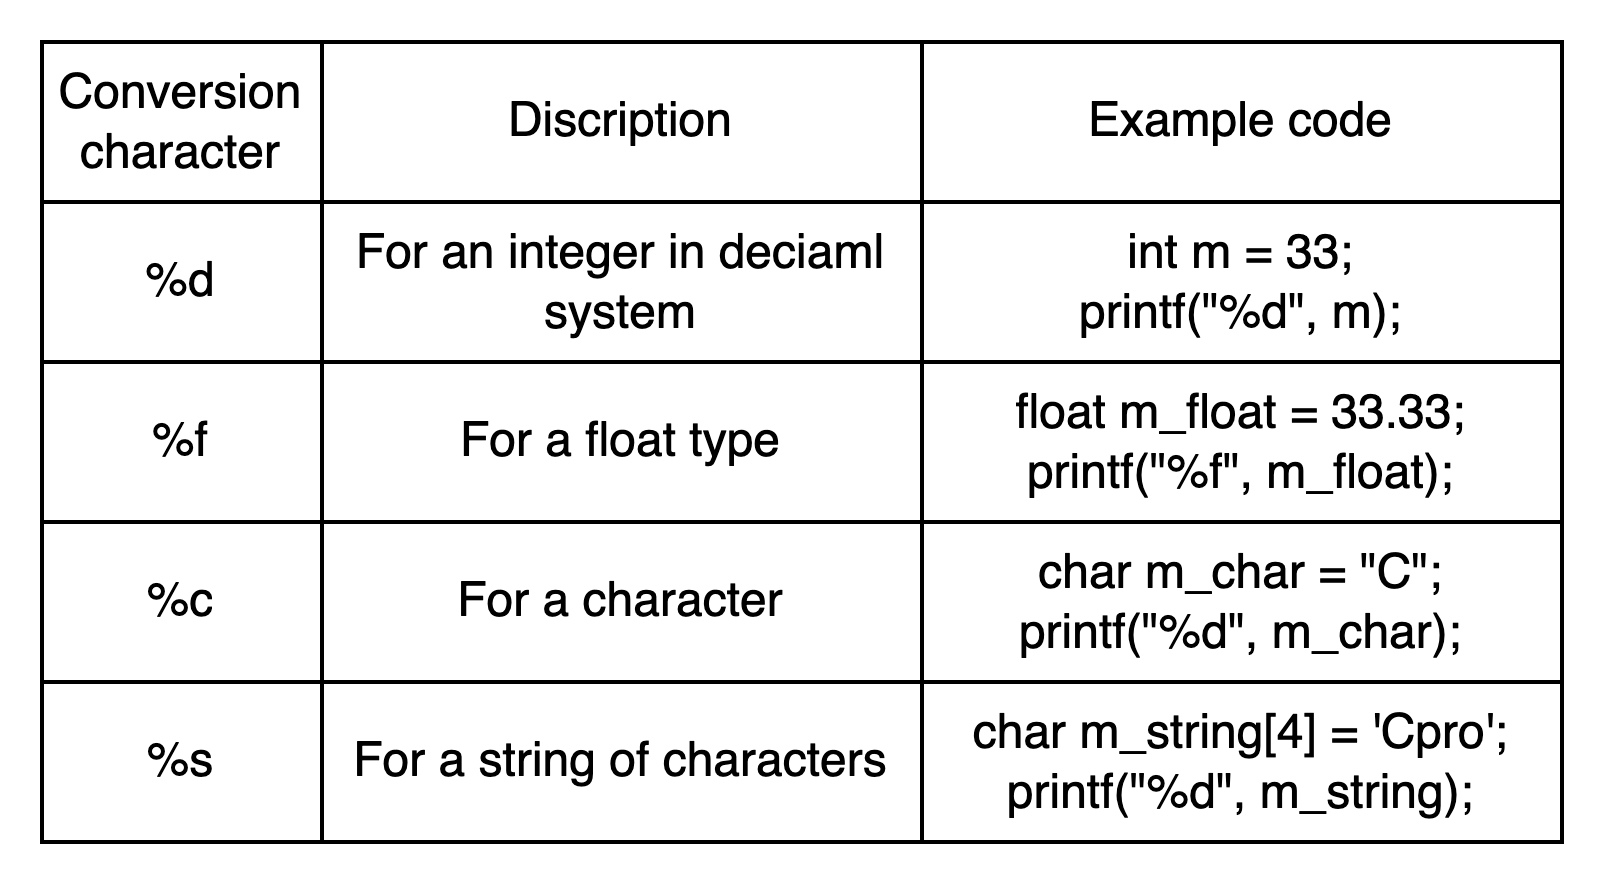 Conversion
character
Discription
Example code
%d
For an integer in deciaml
system
int m = 33;
printf("%d", m);
%f
For a float type
float m_float = 33.33;
printf("%f", m_float);
%c
For a character
char m_char = "C";
printf("%d", m_char);
%s
For a string of characters
char m_string[4] = 'Cpro';
printf("%d", m_string);